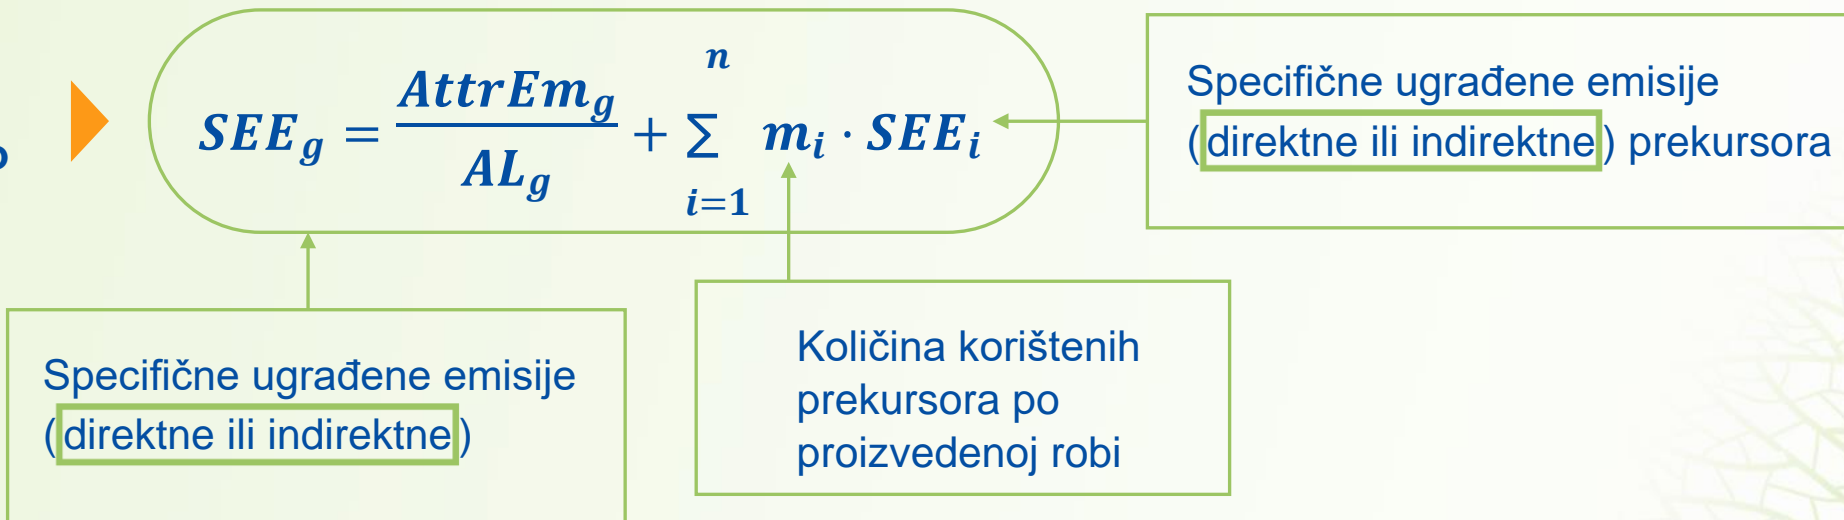 SEE_g = AttrEm_g / AL_g + ∑_{i=1}^{n} m_i · SEE_i
Specifične ugrađene emisije
(direktne ili indirektne) prekursora
Specifične ugrađene emisije
(direktne ili indirektne)
Količina korištenih
prekursora po
proizvedenoj robi